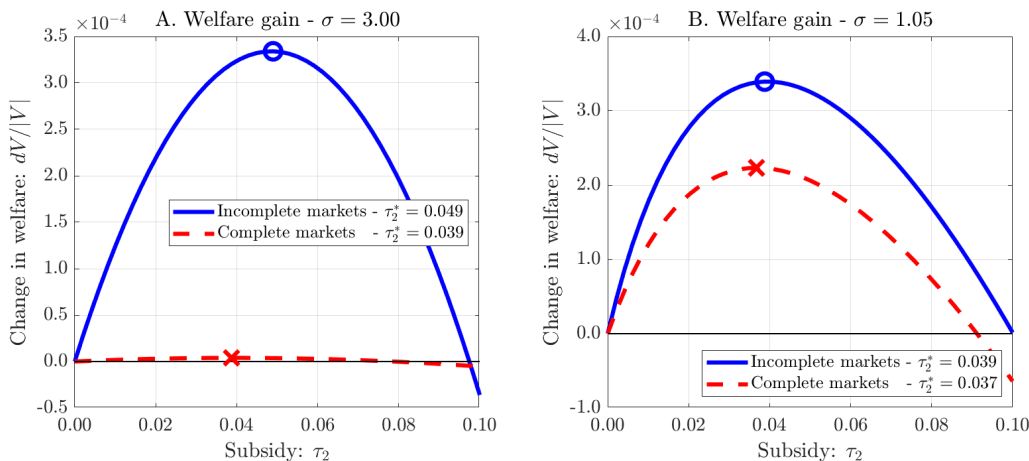 A. Welfare gain - σ = 3.00
×10⁻⁴
Change in welfare: dV/|V|
3.5
3.0
2.5
2.0
1.5
1.0
0.5
0.0
-0.5
Incomplete markets - τ₂* = 0.049
Complete markets - τ₂* = 0.039
0.00 0.02 0.04 0.06 0.08 0.10
Subsidy: τ₂
B. Welfare gain - σ = 1.05
×10⁻⁴
Change in welfare: dV/|V|
4.0
3.0
2.0
1.0
0.0
-1.0
Incomplete markets - τ₂* = 0.039
Complete markets - τ₂* = 0.037
0.00 0.02 0.04 0.06 0.08 0.10
Subsidy: τ₂